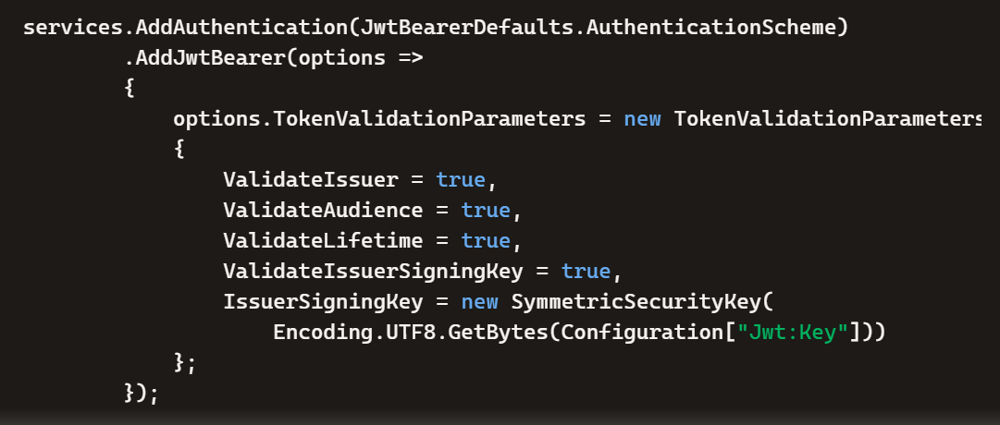 services.AddAuthentication(JwtBearerDefaults.AuthenticationScheme)
.AddJwtBearer(options =>
{
options.TokenValidationParameters = new TokenValidationParameters
{
ValidateIssuer = true,
ValidateAudience = true,
ValidateLifetime = true,
ValidateIssuerSigningKey = true,
IssuerSigningKey = new SymmetricSecurityKey(
Encoding.UTF8.GetBytes(Configuration["Jwt:Key"]))
};
});